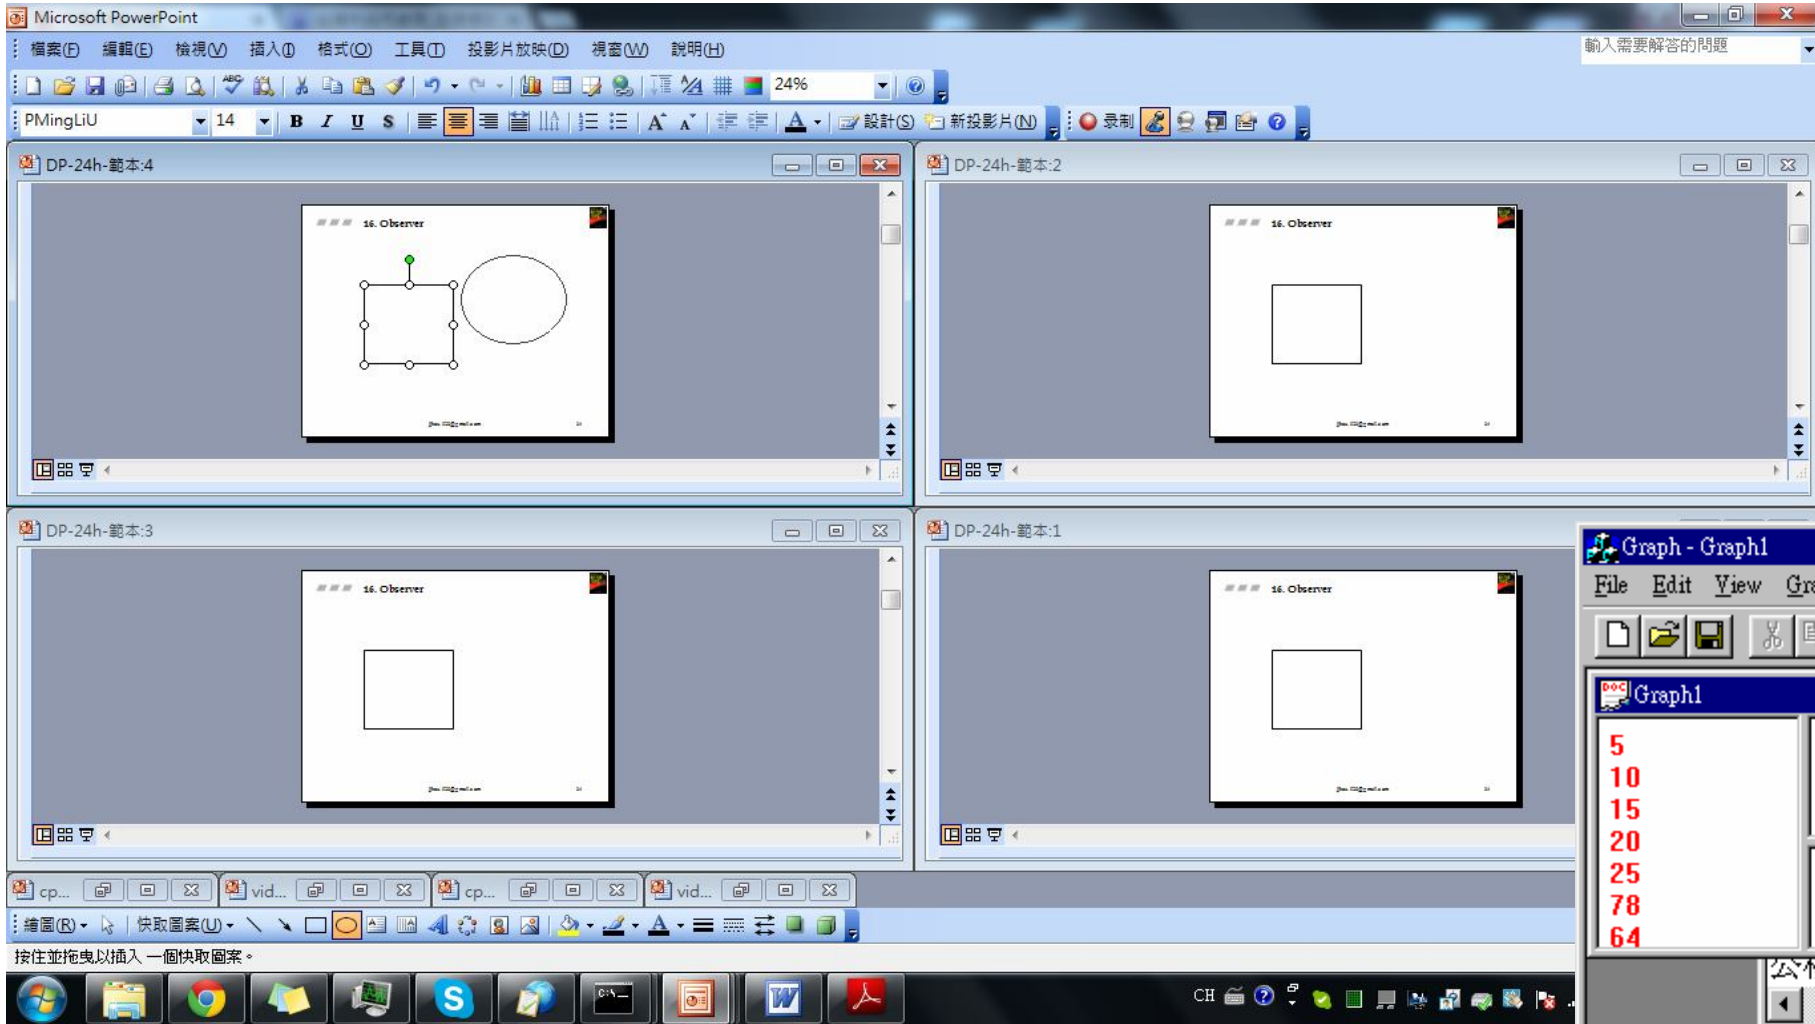 Microsoft PowerPoint
檔案(F) 編輯(E) 檢視(V) 插入(I) 格式(O) 工具(T) 投影片放映(D) 視窗(W) 說明(H)
輸入需要解答的問題
24%
PMingLiU 14 B I U S A A A 設計(S) 新投影片(N) 录制
DP-24h-範本:4
16. Observer
DP-24h-範本:2
16. Observer
DP-24h-範本:3
16. Observer
DP-24h-範本:1
16. Observer
Graph - Graph1
File Edit View Gra
Graph1
5
10
15
20
25
78
64
cp... vid... cp... vid...
繪圖(R) 快取圖案(U)
按住並拖曳以插入一個快取圖案。
CH